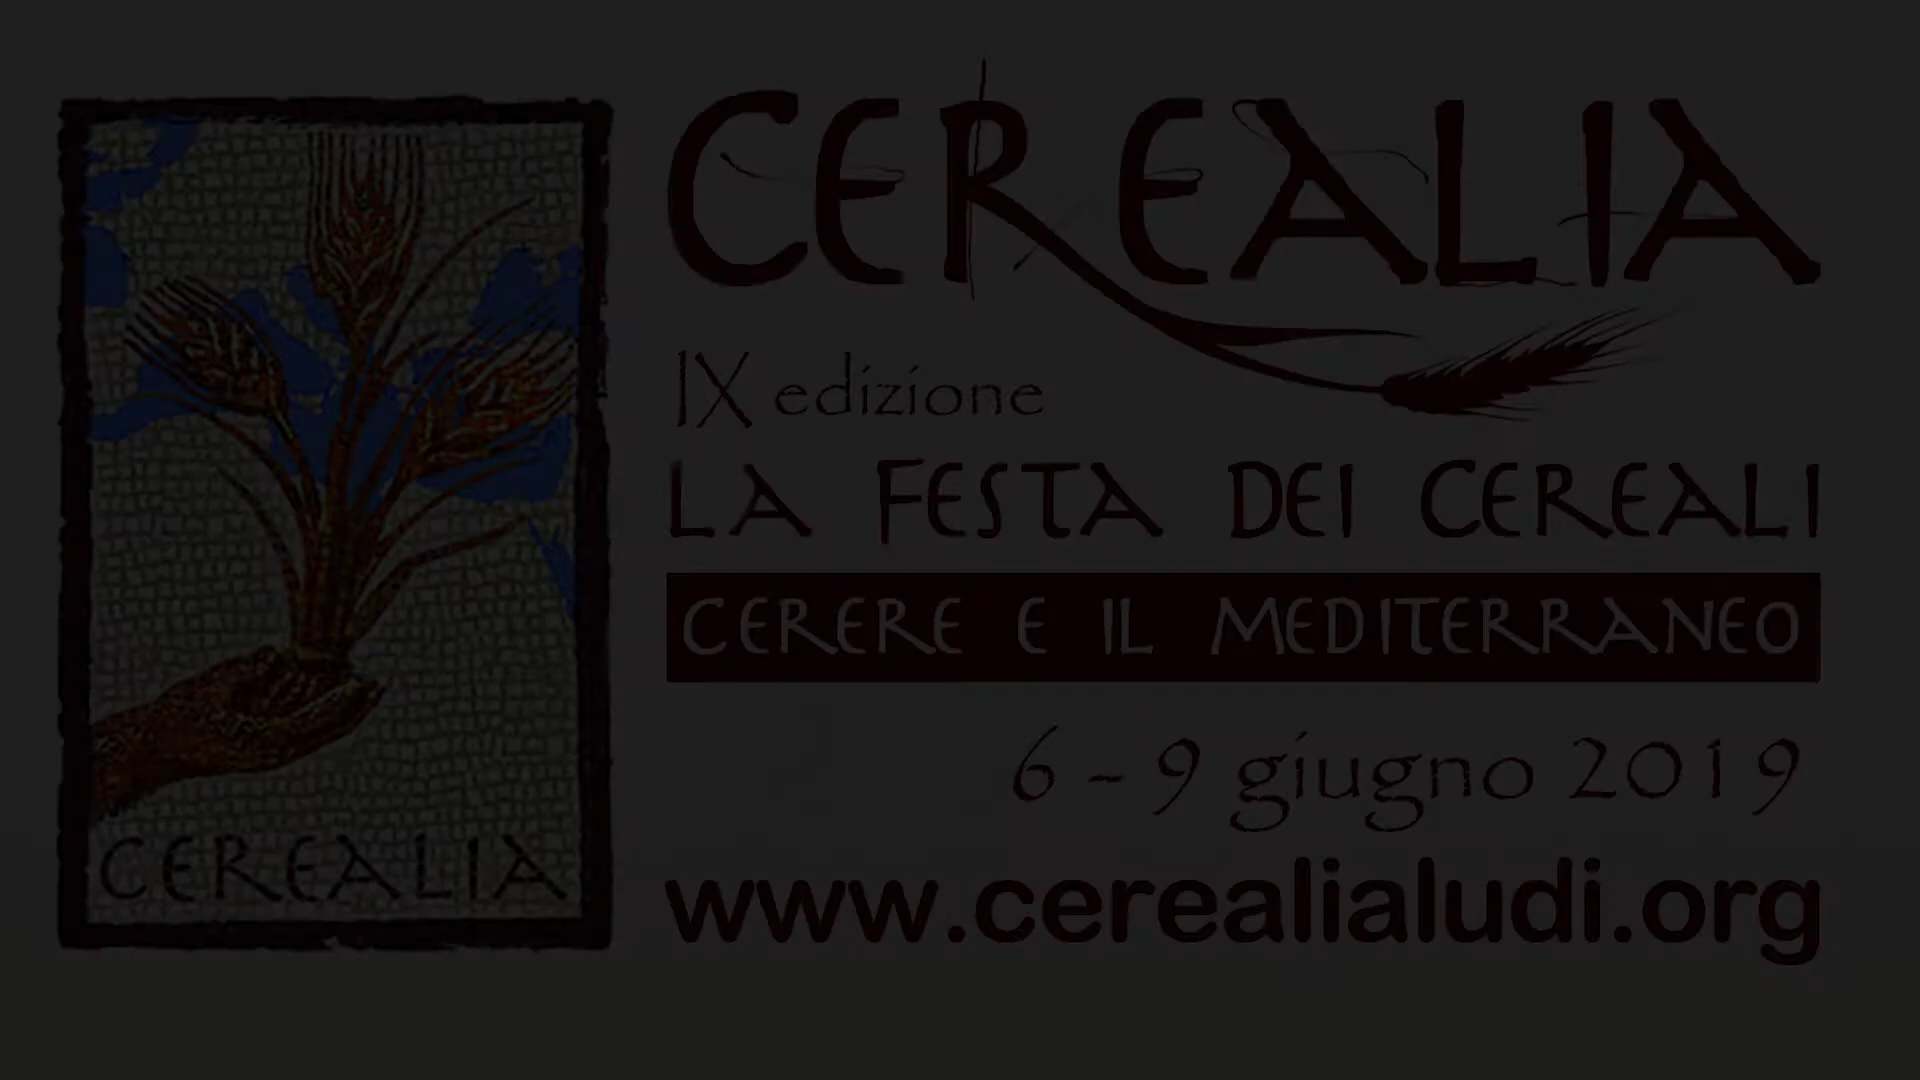 CEREALIA
CEREALIA
IX edizione
LA FESTA DEI CEREALI
CERERE E IL MEDITERRANEO
6 - 9 giugno 2019
www.cerealialudi.org